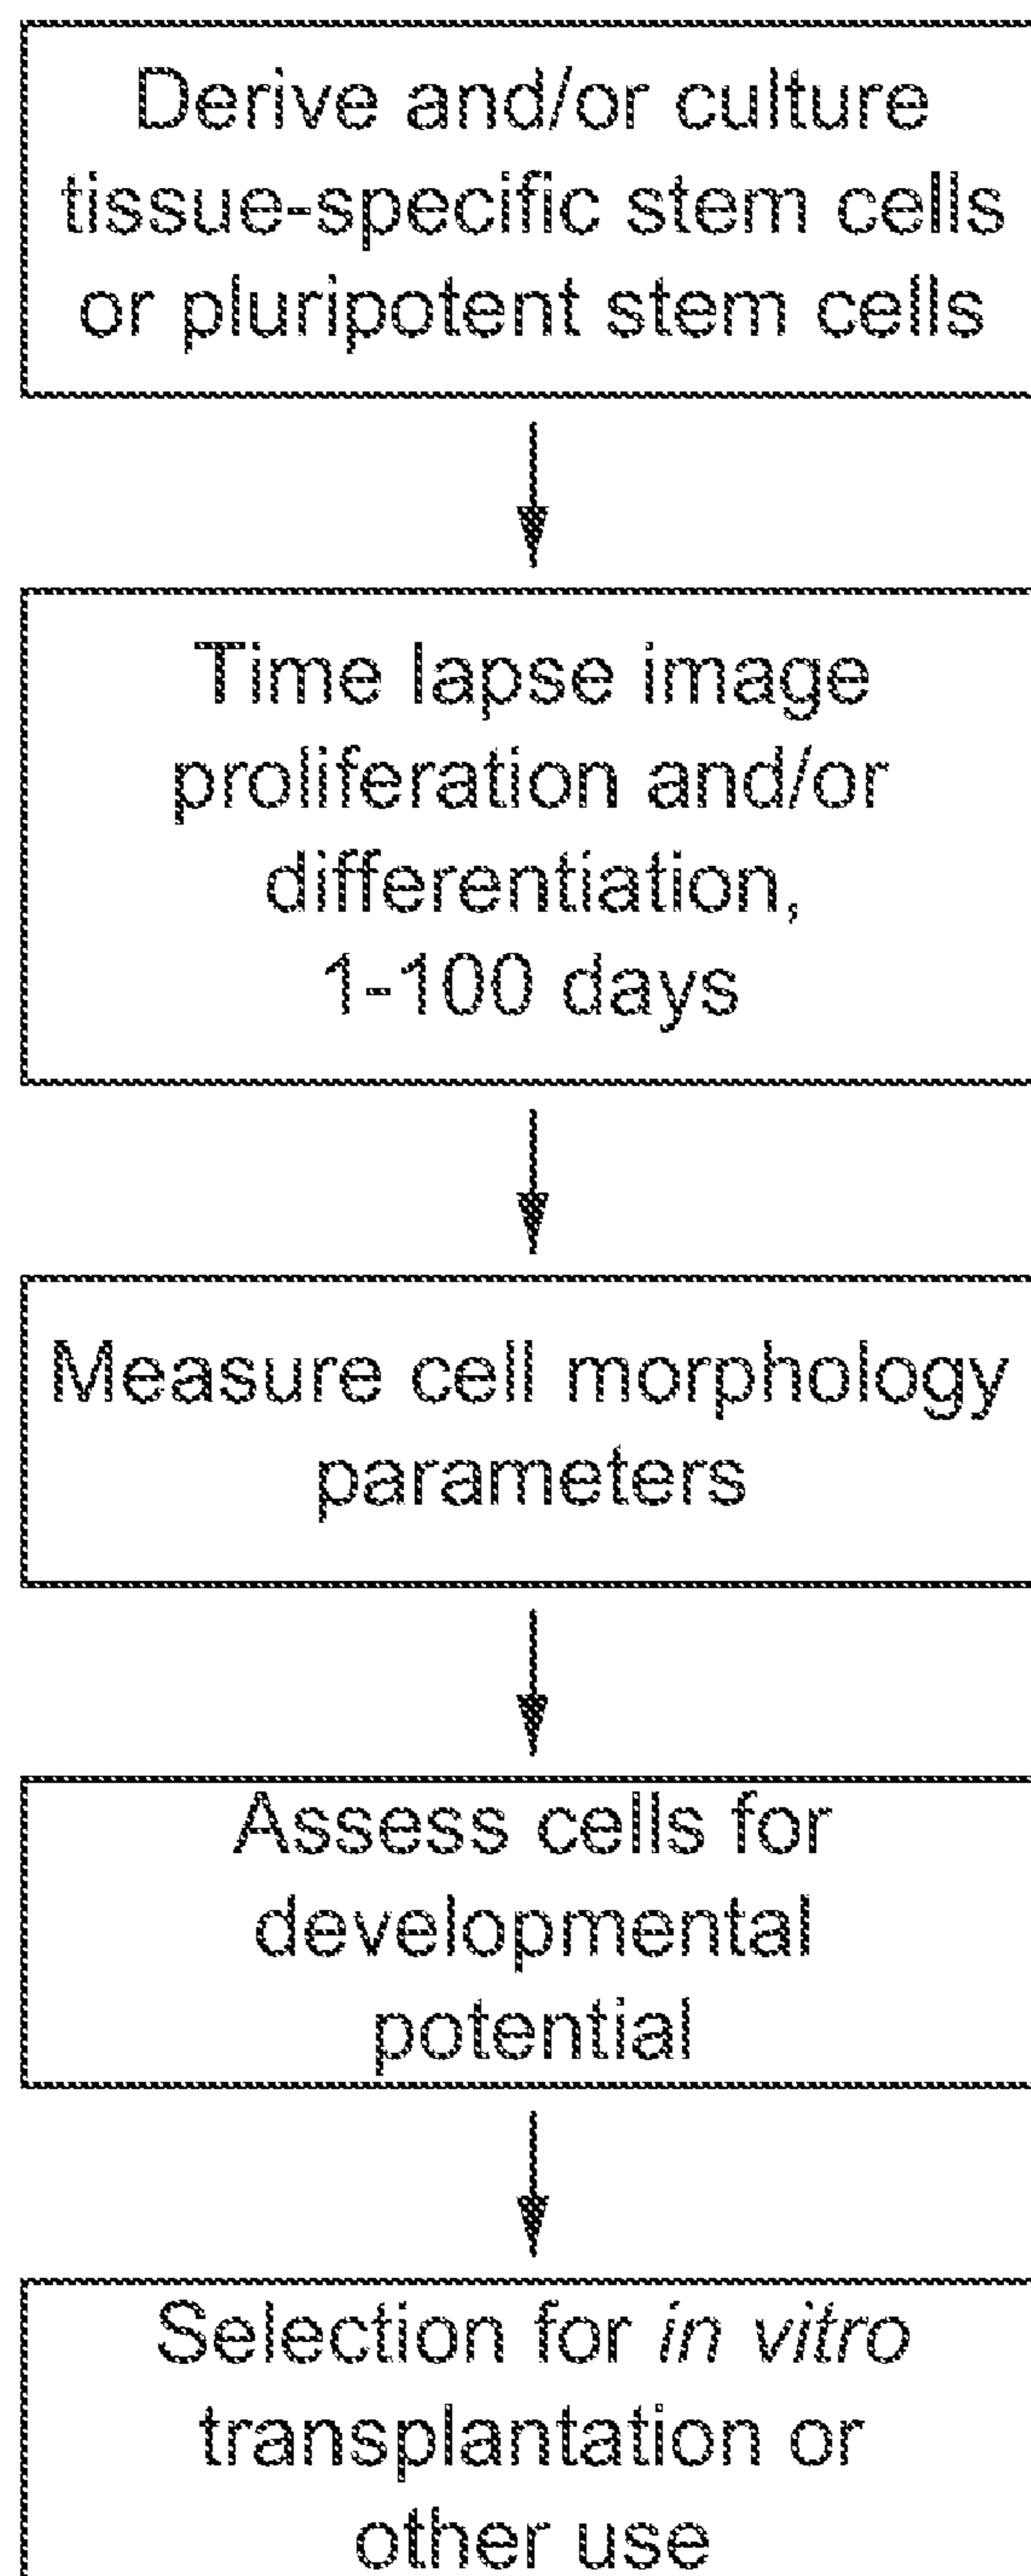 Derive and/or culture
tissue-specific stem cells
or pluripotent stem cells
Time lapse image
proliferation and/or
differentiation,
1-100 days
Measure cell morphology
parameters
Assess cells for
developmental
potential
Selection for in vitro
transplantation or
other use